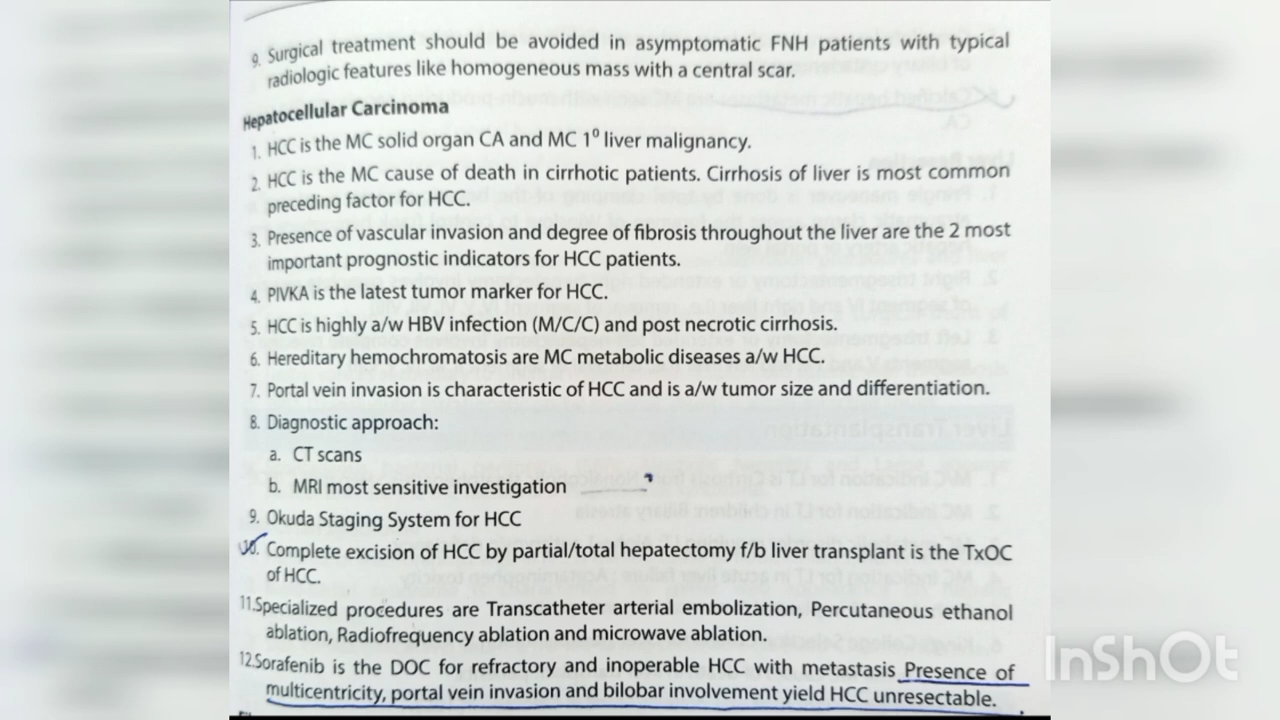 9. Surgical treatment should be avoided in asymptomatic FNH patients with typical
radiologic features like homogeneous mass with a central scar.
Hepatocellular Carcinoma
1. HCC is the MC solid organ CA and MC 1⁰ liver malignancy.
2. HCC is the MC cause of death in cirrhotic patients. Cirrhosis of liver is most common
preceding factor for HCC.
3. Presence of vascular invasion and degree of fibrosis throughout the liver are the 2 most
important prognostic indicators for HCC patients.
4. PIVKA is the latest tumor marker for HCC.
5. HCC is highly a/w HBV infection (M/C/C) and post necrotic cirrhosis.
6. Hereditary hemochromatosis are MC metabolic diseases a/w HCC.
7. Portal vein invasion is characteristic of HCC and is a/w tumor size and differentiation.
8. Diagnostic approach:
a. CT scans
b. MRI most sensitive investigation
9. Okuda Staging System for HCC
10. Complete excision of HCC by partial/total hepatectomy f/b liver transplant is the TxOC
of HCC.
11.Specialized procedures are Transcatheter arterial embolization, Percutaneous ethanol
ablation, Radiofrequency ablation and microwave ablation.
12.Sorafenib is the DOC for refractory and inoperable HCC with metastasis Presence of
multicentricity, portal vein invasion and bilobar involvement yield HCC unresectable.
InShOt